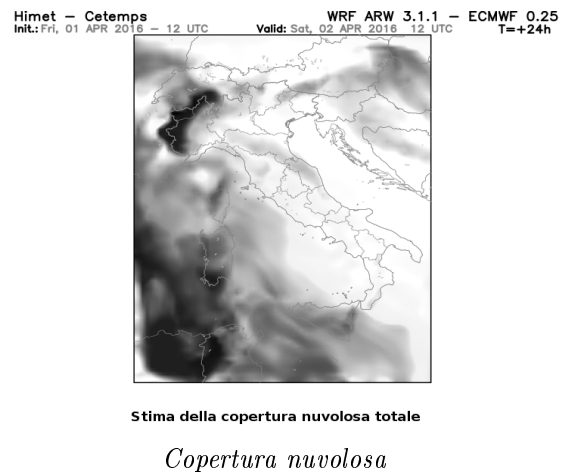 Himet – Cetemps WRF ARW 3.1.1 – ECMWF 0.25
Init.: Fri, 01 APR 2016 – 12 UTC Valid: Sat, 02 APR 2016 12 UTC T=+24h
Stima della copertura nuvolosa totale
Copertura nuvolosa